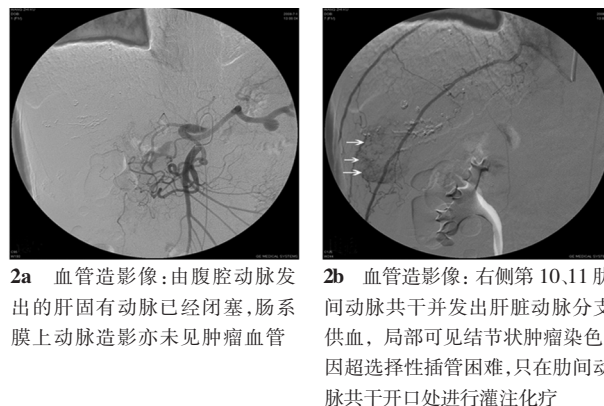 2a 血管造影像:由腹腔动脉发
出的肝固有动脉已经闭塞,肠系
膜上动脉造影亦未见肿瘤血管
2b 血管造影像:右侧第 10、11 肋
间动脉共干并发出肝脏动脉分支
供血,局部可见结节状肿瘤染色
因超选择性插管困难,只在肋间动
脉共干开口处进行灌注化疗